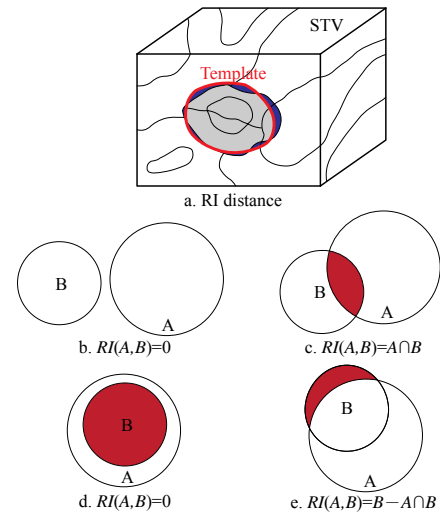 STV
Template
a. RI distance
B
A
b. RI(A,B)=0
B
A
c. RI(A,B)=A∩B
B
A
d. RI(A,B)=0
B
A
e. RI(A,B)=B−A∩B